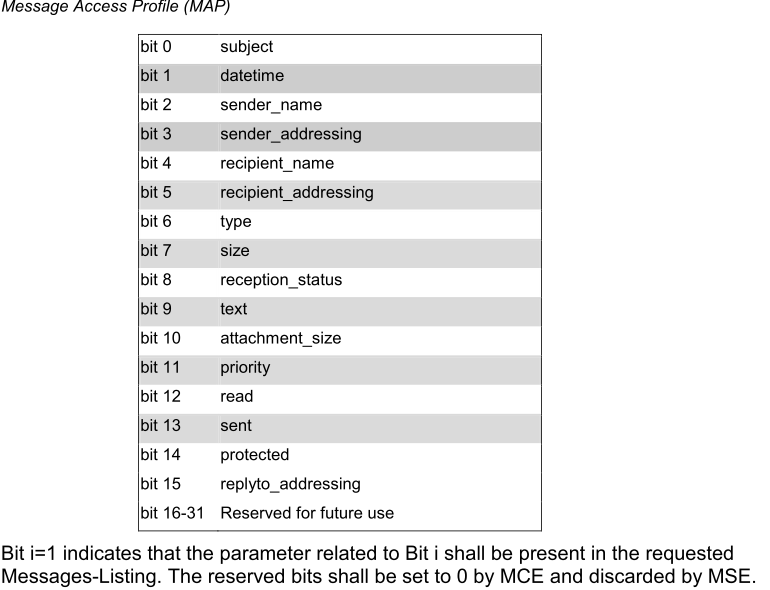 Message Access Profile (MAP)
bit 0 subject
bit 1 datetime
bit 2 sender_name
bit 3 sender_addressing
bit 4 recipient_name
bit 5 recipient_addressing
bit 6 type
bit 7 size
bit 8 reception_status
bit 9 text
bit 10 attachment_size
bit 11 priority
bit 12 read
bit 13 sent
bit 14 protected
bit 15 replyto_addressing
bit 16-31 Reserved for future use
Bit i=1 indicates that the parameter related to Bit i shall be present in the requested
Messages-Listing. The reserved bits shall be set to 0 by MCE and discarded by MSE.